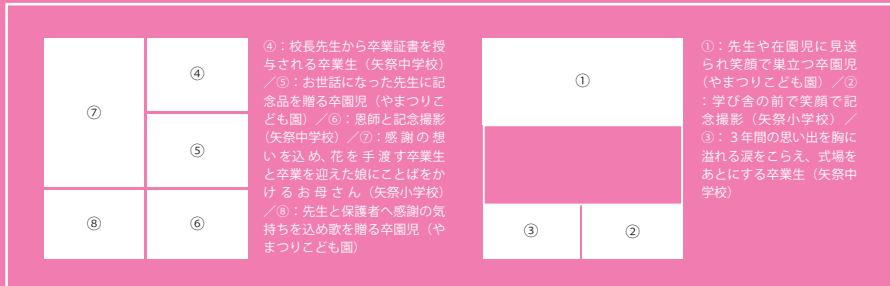 ④
⑦
⑤
⑧
⑥
④：校長先生から卒業証書を授
与される卒業生（矢祭中学校）
／⑤：お世話になった先生に記
念品を贈る卒園児（やまつりこ
ども園）／⑥：恩師と記念撮影
（矢祭中学校）／⑦：感謝の想
いを込め、花を手渡す卒業生
と卒業を迎えた娘にことばをか
けるお母さん（矢祭小学校）
／⑧：先生と保護者へ感謝の気
持ちを込め歌を贈る卒園児（や
まつりこども園）
①
③
②
①：先生や在園児に見送
られ笑顔で巣立つ卒園児
（やまつりこども園）／②
：学び舎の前で笑顔で記
念撮影（矢祭小学校）／
③：３年間の思い出を胸に
溢れる涙をこらえ、式場を
あとにする卒業生（矢祭中
学校）